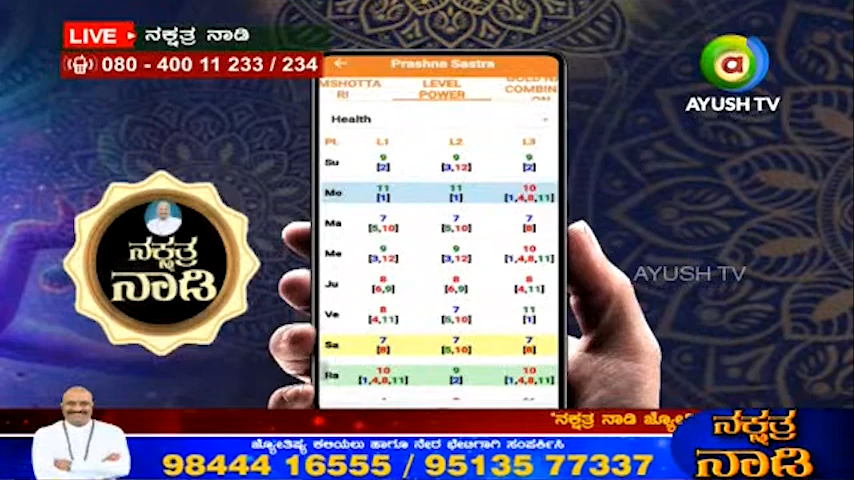 LIVE ನಕ್ಷತ್ರ ನಾಡಿ
080 - 400 11 233 / 234
a
AYUSH TV
Prashna Sastra
MSHOTTA
RI
LEVEL
POWER
COMBIN
ON
Health
PL L1 L2 L3
Su 9 [2] 9 [3,12] 9 [2]
Mo 11 [1] 11 [1] 10 [1,4,8,11]
Ma 7 [5,10] 7 [5,10] 7 [8]
Me 9 [3,12] 9 [3,12] 10 [1,4,8,11]
Ju 8 [6,9] 8 [6,9] 8 [4,11]
Ve 8 [4,11] 7 [5,10] 11 [1]
Sa 7 [8] 7 [5,10] 7 [8]
Ra 10 [1,4,8,11] 9 [2] 10 [1,4,8,11]
ನಕ್ಷತ್ರ
ನಾಡಿ
AYUSH TV
"ನಕ್ಷತ್ರ ನಾಡಿ
ಜ್ಯೋತಿಷ್ಯ ಕಲಿಯಲು ಹಾಗೂ ನೇರ ಭೇಟಿಗಾಗಿ ಸಂಪರ್ಕಿಸಿ
98444 16555 / 95135 77337
ನಕ್ಷತ್ರ
ನಾಡಿ